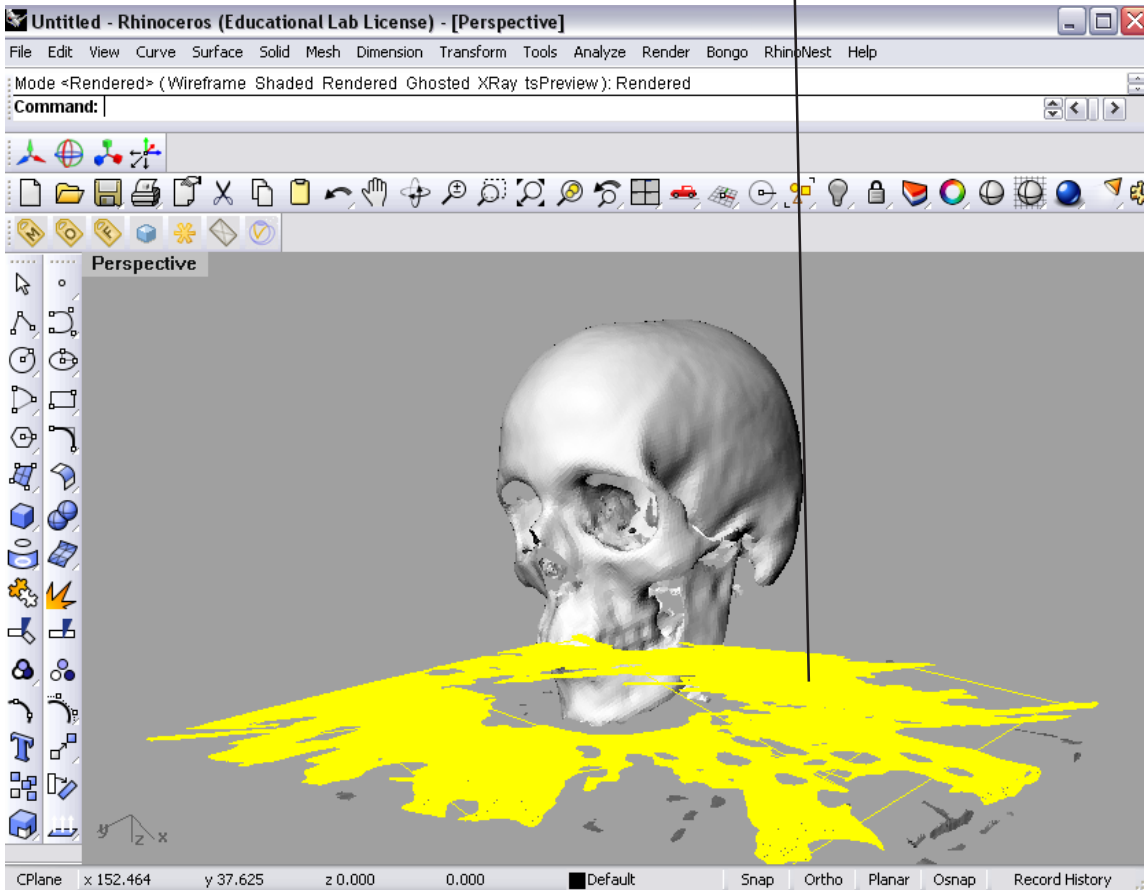 Untitled - Rhinoceros (Educational Lab License) - [Perspective]
File Edit View Curve Surface Solid Mesh Dimension Transform Tools Analyze Render Bongo RhinoNest Help
Mode <Rendered> ( Wireframe Shaded Rendered Ghosted XRay tsPreview ): Rendered
Command:
M O F
Perspective
T
y z x
CPlane x 152.464 y 37.625 z 0.000 0.000 Default Snap Ortho Planar Osnap Record History